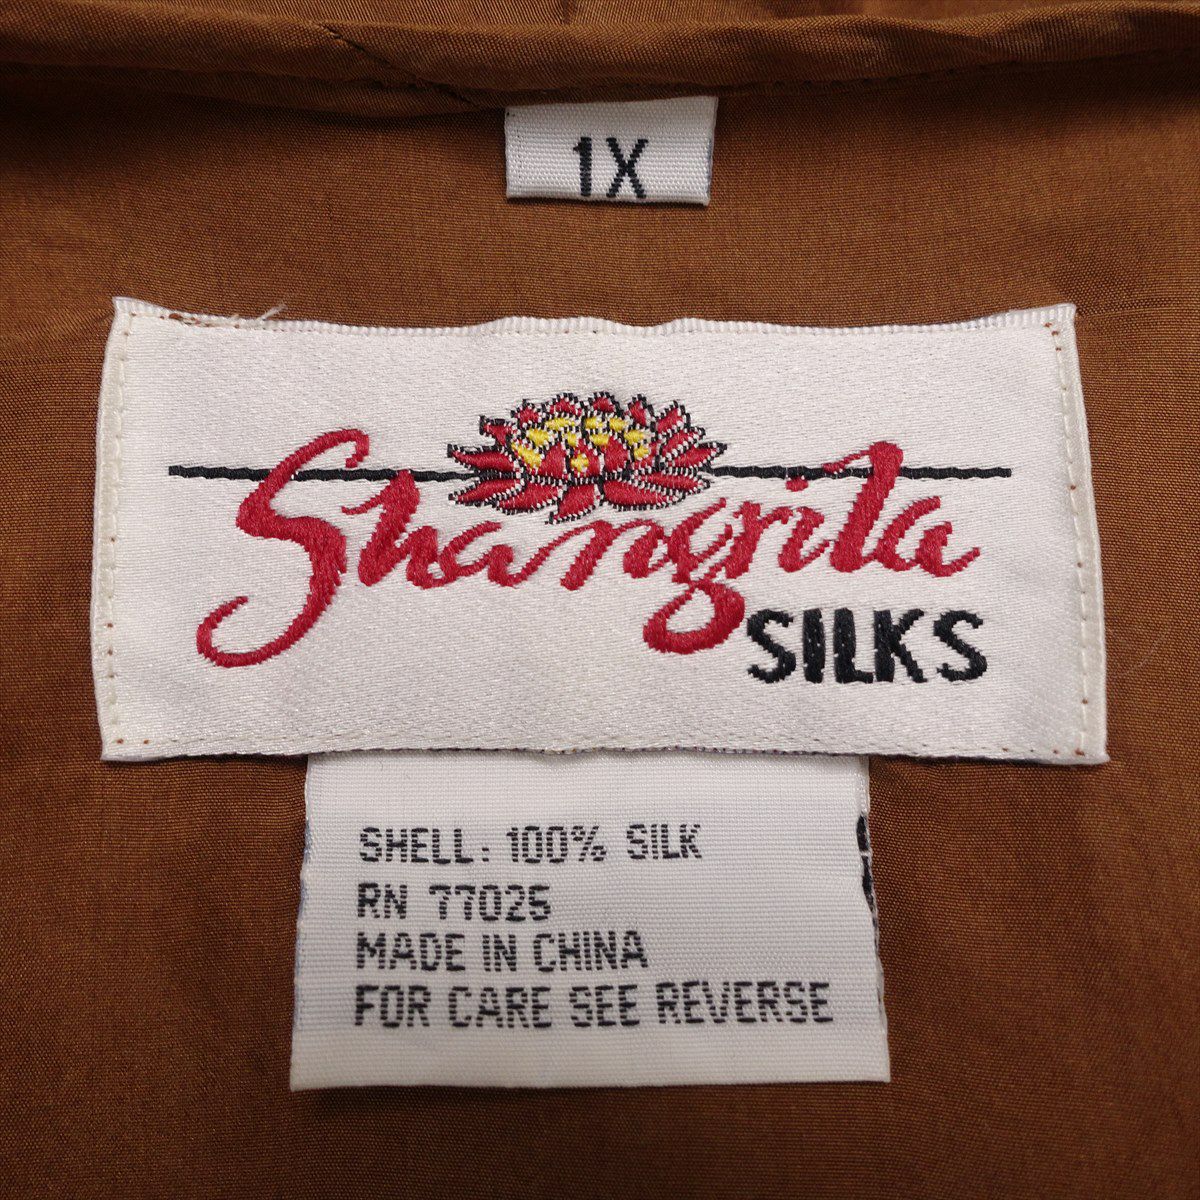 1X
Shangrila
SILKS
SHELL: 100% SILK
RN 77025
MADE IN CHINA
FOR CARE SEE REVERSE